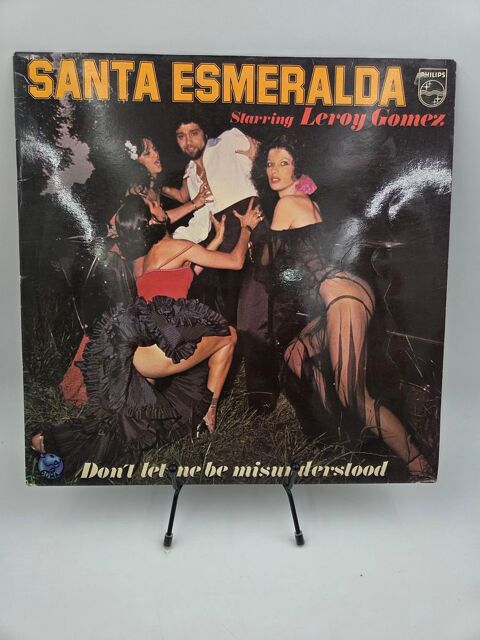 SANTA ESMERALDA
PHILIPS
Starring Leroy Gomez
Don't let me be misunderstood